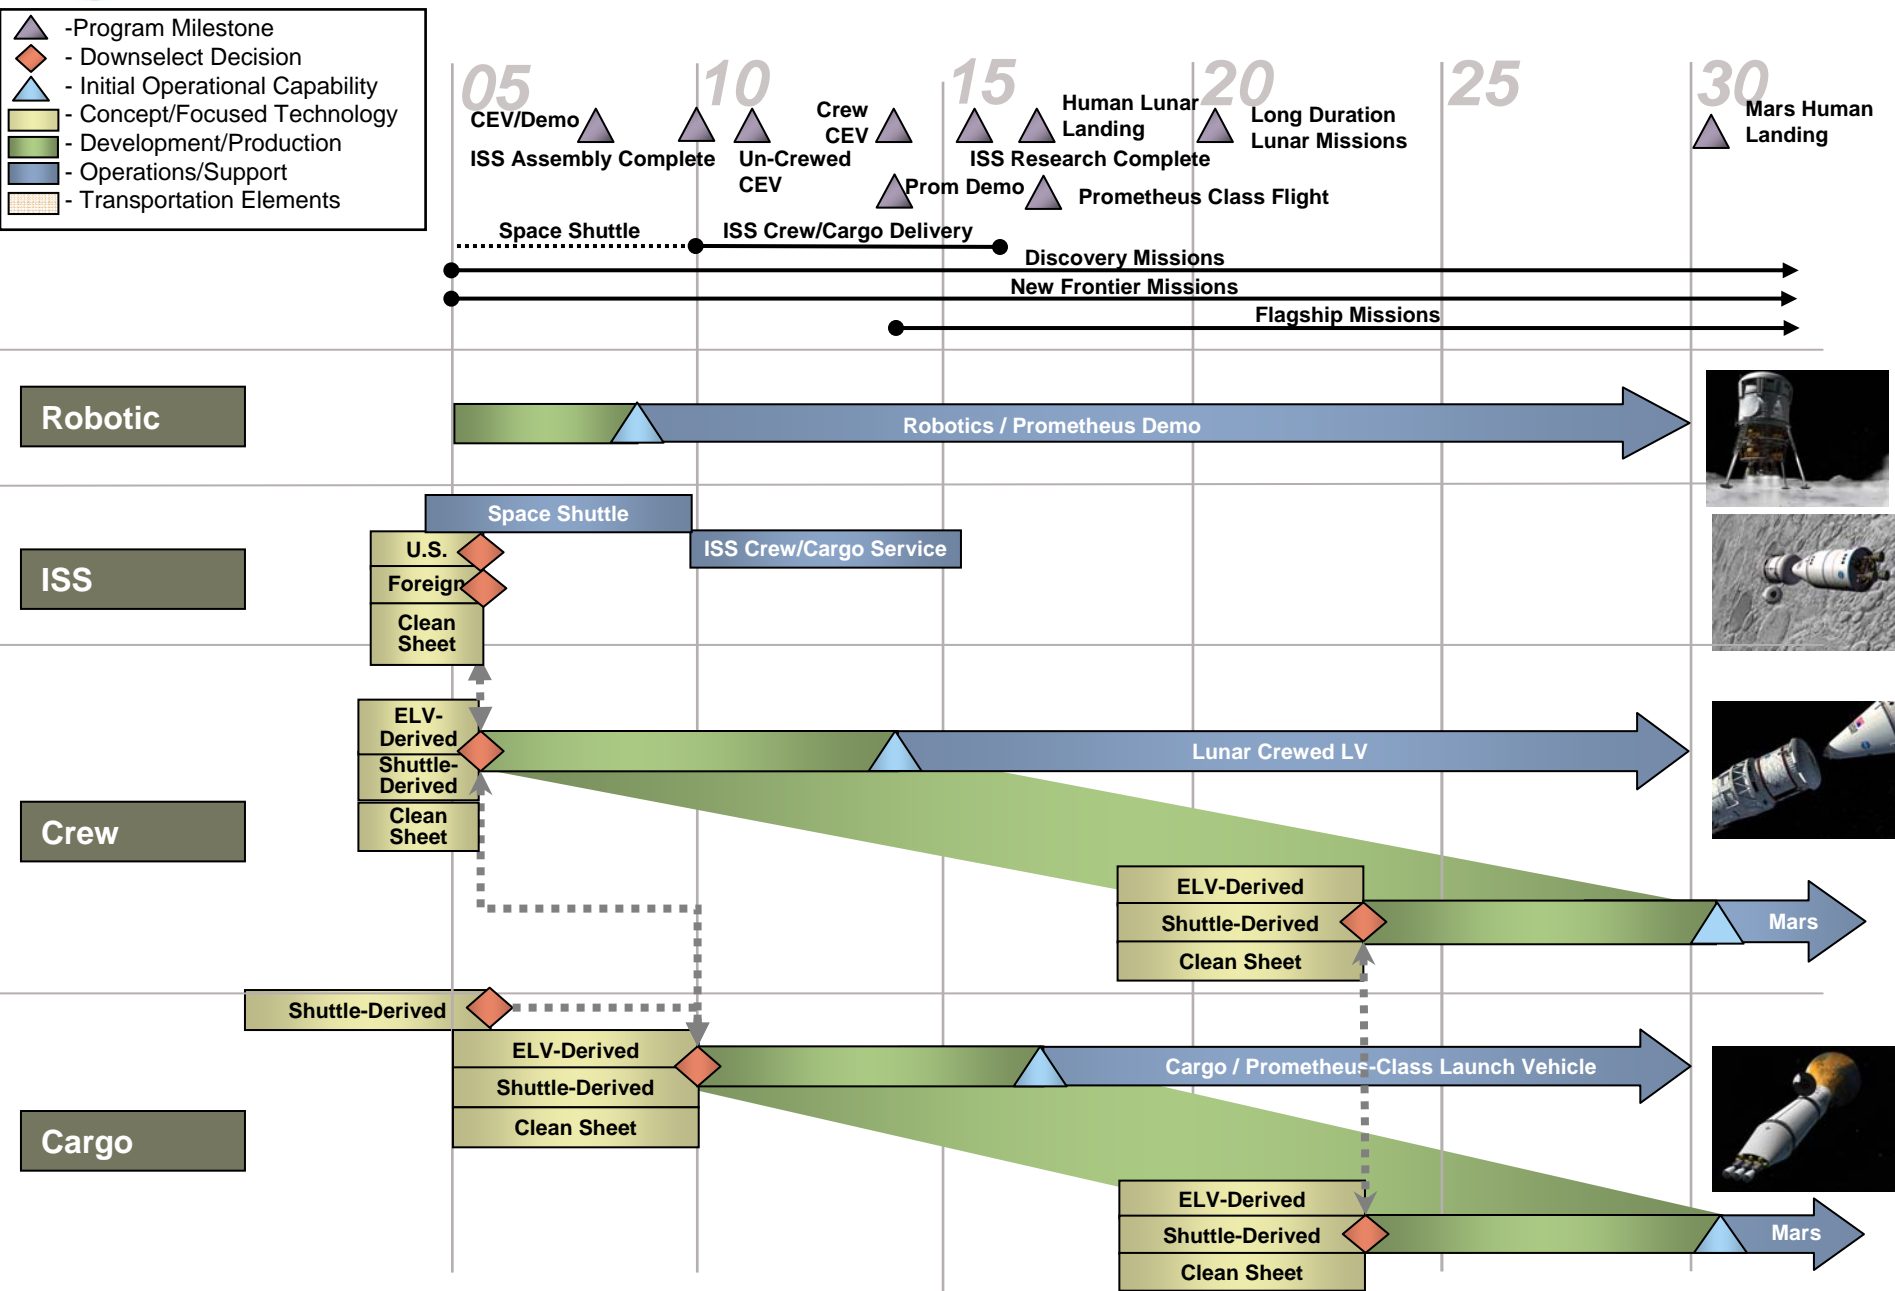 -Program Milestone
- Downselect Decision
- Initial Operational Capability
- Concept/Focused Technology
- Development/Production
- Operations/Support
- Transportation Elements
05
10
15
20
25
30
CEV/Demo
ISS Assembly Complete
Un-Crewed
CEV
Crew
CEV
Human Lunar
Landing
ISS Research Complete
Long Duration
Lunar Missions
Mars Human
Landing
Prom Demo
Prometheus Class Flight
Space Shuttle
ISS Crew/Cargo Delivery
Discovery Missions
New Frontier Missions
Flagship Missions
Robotic
Robotics / Prometheus Demo
ISS
Space Shuttle
U.S.
ISS Crew/Cargo Service
Foreign
Clean
Sheet
Crew
ELV-
Derived
Shuttle-
Derived
Clean
Sheet
Lunar Crewed LV
ELV-Derived
Shuttle-Derived
Clean Sheet
Mars
Cargo
Shuttle-Derived
ELV-Derived
Shuttle-Derived
Clean Sheet
Cargo / Prometheus-Class Launch Vehicle
ELV-Derived
Shuttle-Derived
Clean Sheet
Mars